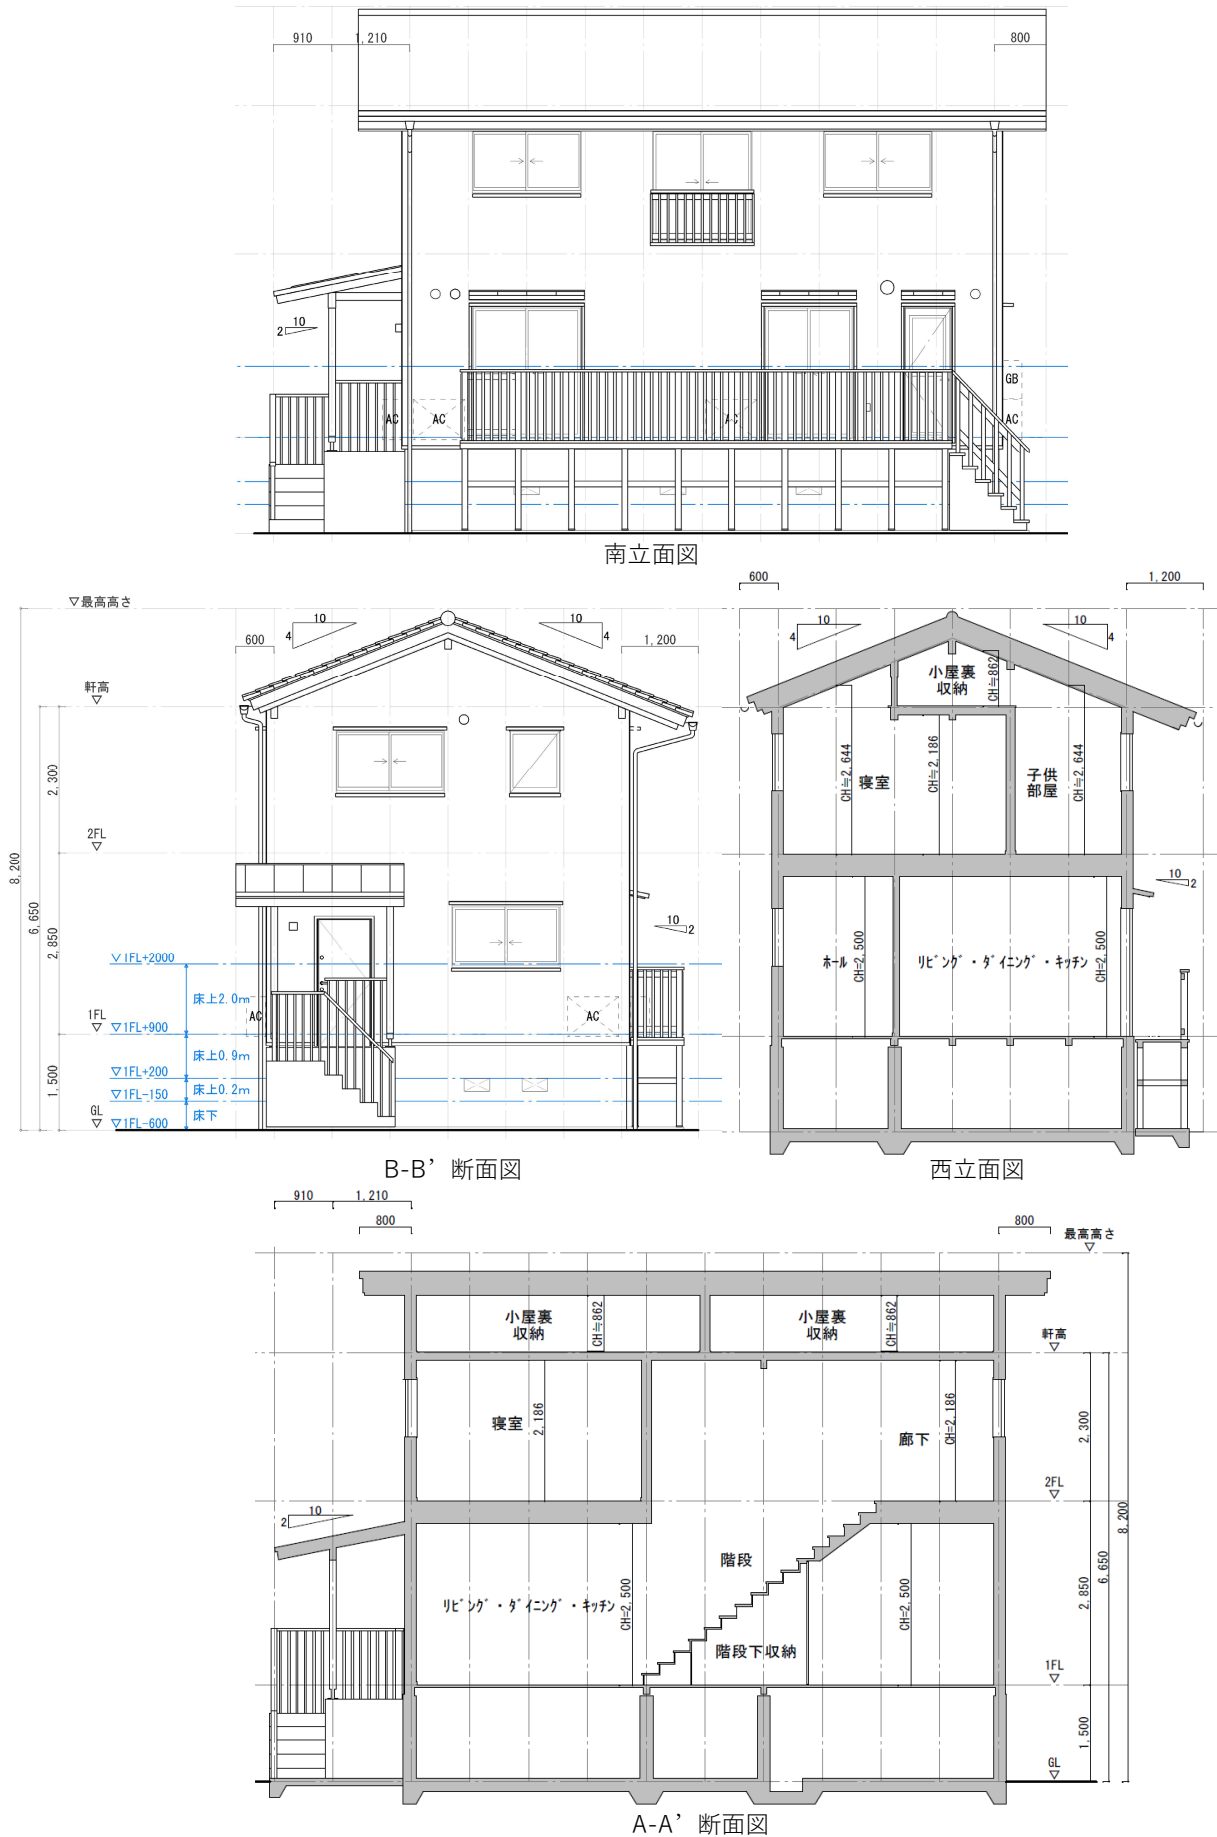 910
1,210
800
10
2
GB
AC
AC
AC
AC
南立面図
▽最高高さ
600
10
4
10
4
1,200
軒高
▽
2,300
2FL
▽
8,200
6,650
2,850
10
2
▽1FL+2000
床上2.0m
AC
AC
1FL
▽
▽1FL+900
床上0.9m
▽1FL+200
床上0.2m
1,500
▽1FL-150
床下
GL
▽
▽1FL-600
B-B’ 断面図
600
1,200
10
4
10
4
小屋裏
収納
CH≒862
CH≒2,644
寝室
CH≒2,186
子供
部屋
CH≒2,644
10
2
ホール
CH=2,500
リビング・ダイニング・キッチン
CH=2,500
西立面図
910
1,210
800
800
最高高さ
▽
小屋裏
収納
CH≒862
小屋裏
収納
CH≒862
軒高
▽
寝室
2,186
廊下
CH=2,186
2,300
2FL
▽
8,200
6,650
10
2
階段
リビング・ダイニング・キッチン
CH=2,500
階段下収納
CH=2,500
2,850
1FL
▽
1,500
GL
▽
A-A’ 断面図